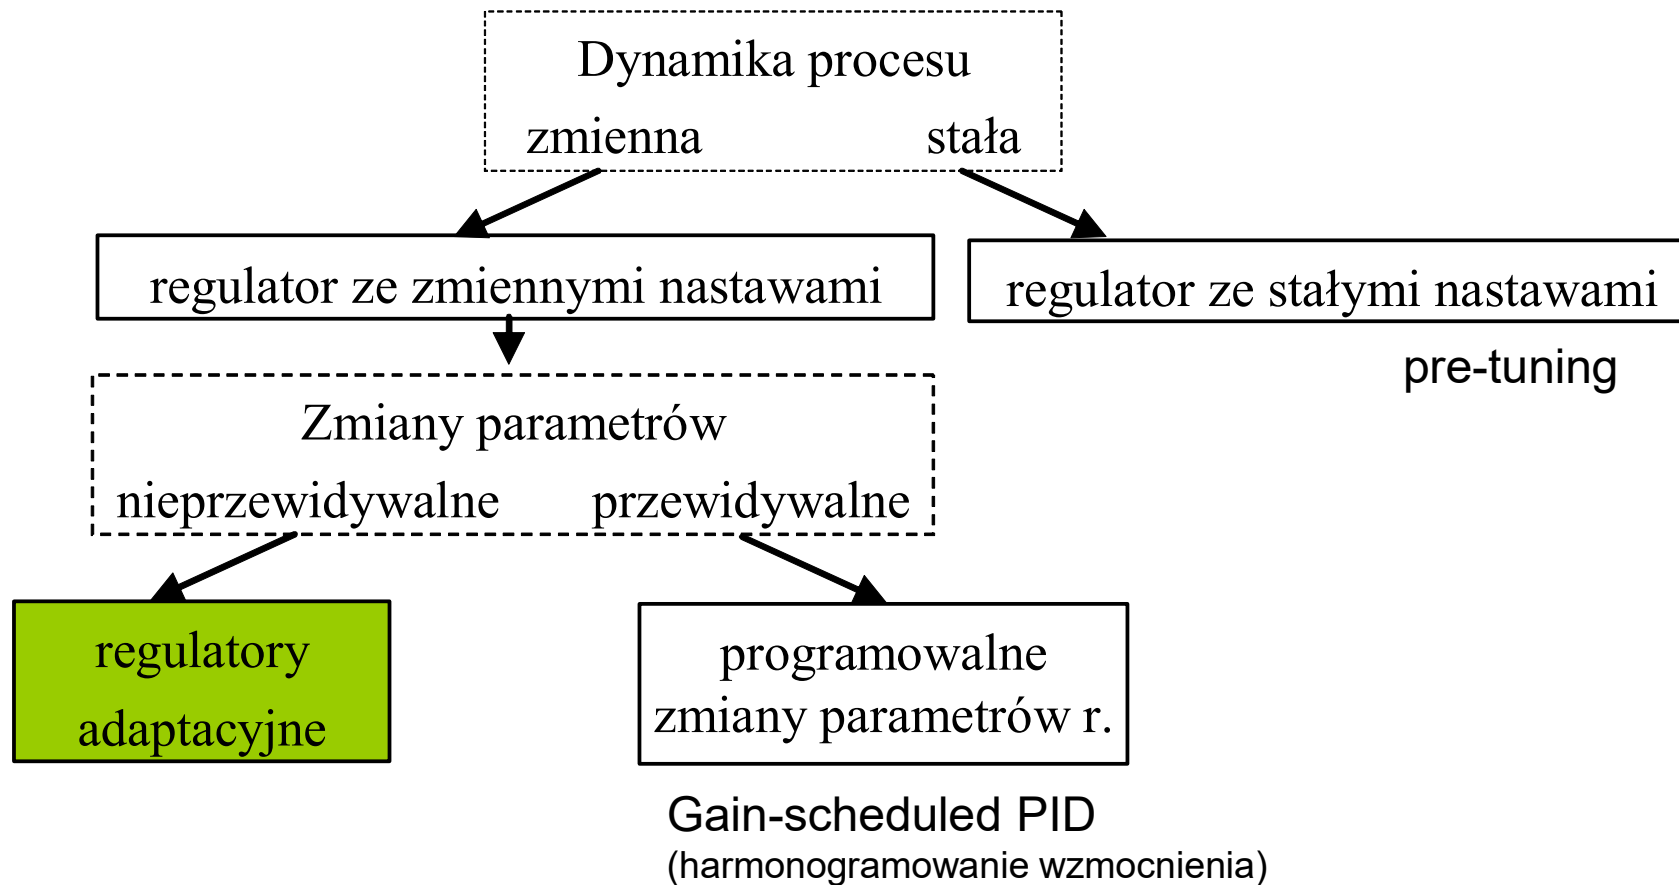 Dynamika procesu
zmienna stała
regulator ze zmiennymi nastawami
regulator ze stałymi nastawami
pre-tuning
Zmiany parametrów
nieprzewidywalne przewidywalne
regulatory
adaptacyjne
programowalne
zmiany parametrów r.
Gain-scheduled PID
(harmonogramowanie wzmocnienia)